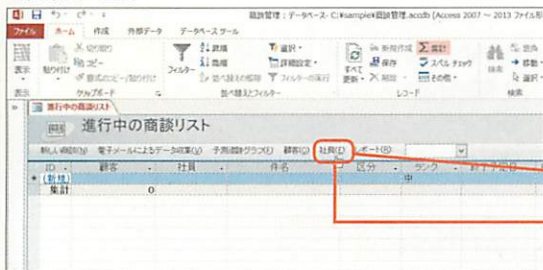 商談管理 : データベース- C:¥sample¥商談管理.accdb (Access 2007 ～ 2013 ファイル形
ファイル ホーム 作成 外部データ データベース ツール
表示 貼り付け 切り取り コピー 書式のコピー/貼り付け フィルター 昇順 降順 並べ替えの解除 選択 詳細設定 フィルターの実行 すべて更新 新規作成 保存 削除 集計 スペル チェック その他 検索 置換 移動 選択
表示 クリップボード 並べ替えとフィルター レコード 検索
進行中の商談リスト
進行中の商談リスト
新しい商談(N) 電子メールによるデータ収集(V) 予測追跡グラフ(F) 顧客(C) 社員(E) レポート(R)
ID 顧客 社員 件名 区分 ランク 終了予定日
(新規) 中
集計 0